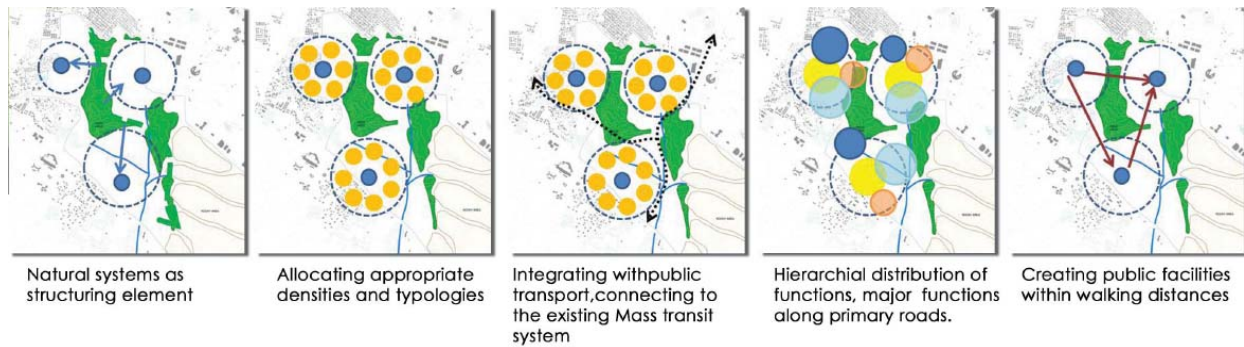 Natural systems as
structuring element
Allocating appropriate
densities and typologies
Integrating withpublic
transport,connecting to
the existing Mass transit
system
Hierarchial distribution of
functions, major functions
along primary roads.
Creating public facilities
within walking distances